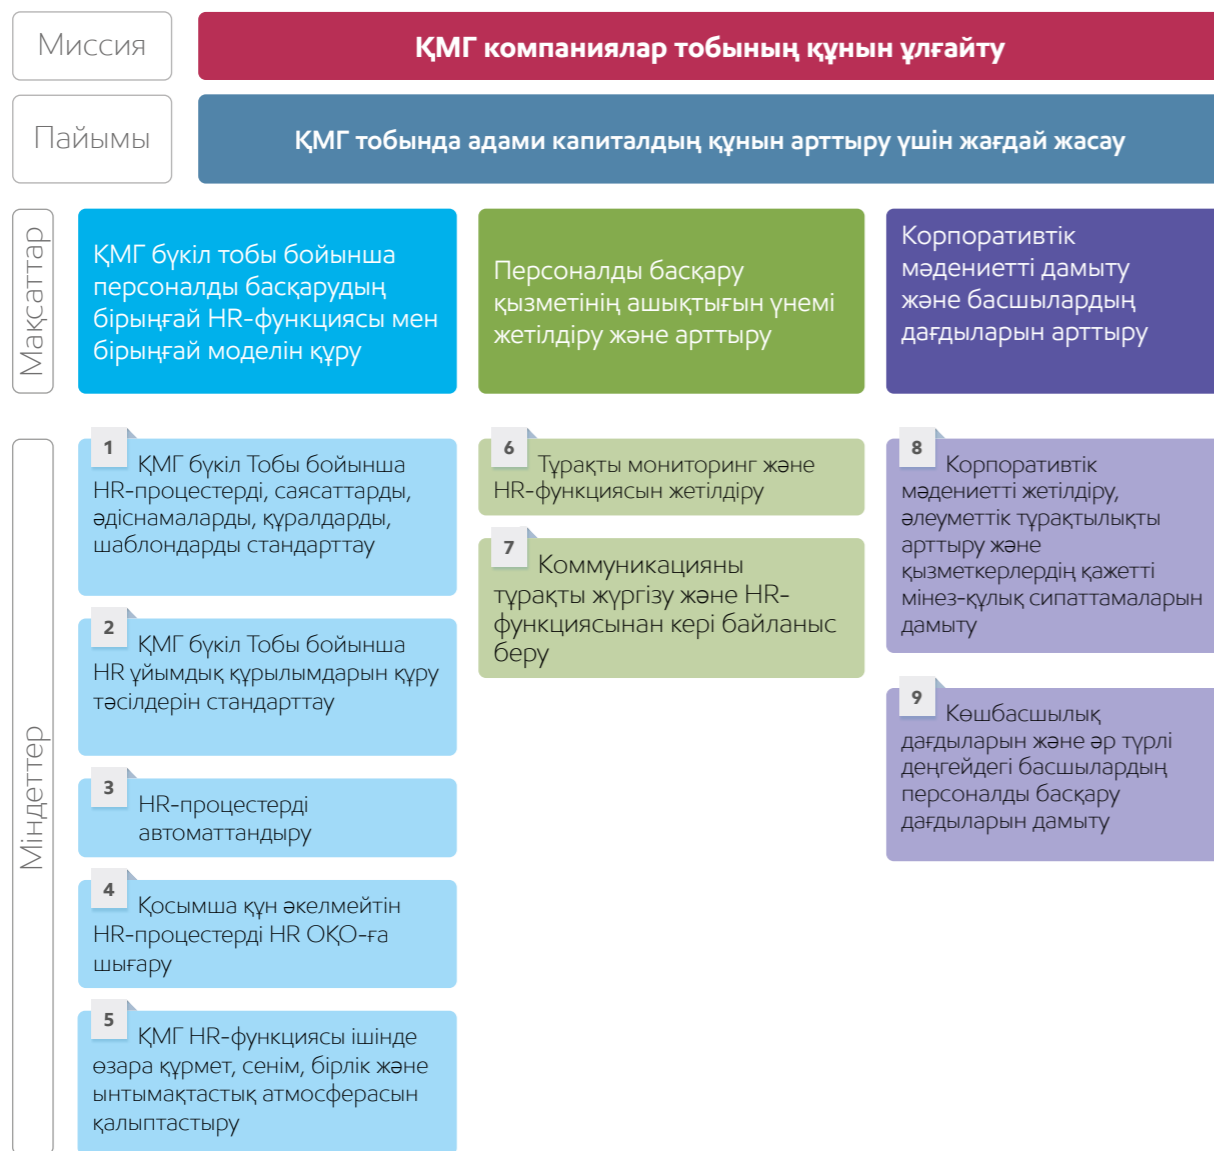 Миссия
ҚМГ компаниялар тобының құнын ұлғайту
Пайымы
ҚМГ тобында адами капиталдың құнын арттыру үшін жағдай жасау
Мақсаттар
ҚМГ бүкіл тобы бойынша
персоналды басқарудың
бірыңғай HR-функциясы мен
бірыңғай моделін құру
Персоналды басқару
қызметінің ашықтығын үнемі
жетілдіру және арттыру
Корпоративтік
мәдениетті дамыту
және басшылардың
дағдыларын арттыру
Міндеттер
1
ҚМГ бүкіл Тобы бойынша
HR-процестерді, саясаттарды,
әдіснамаларды, құралдарды,
шаблондарды стандарттау
2
ҚМГ бүкіл Тобы бойынша
HR ұйымдық құрылымдарын құру
тәсілдерін стандарттау
3
HR-процестерді
автоматтандыру
4
Қосымша құн әкелмейтін
HR-процестерді HR ОҚО-ға
шығару
5
ҚМГ HR-функциясы ішінде
өзара құрмет, сенім, бірлік және
ынтымақтастық атмосферасын
қалыптастыру
6
Тұрақты мониторинг және
HR-функциясын жетілдіру
7
Коммуникацияны
тұрақты жүргізу және HR-
функциясынан кері байланыс
беру
8
Корпоративтік
мәдениетті жетілдіру,
әлеуметтік тұрақтылықты
арттыру және
қызметкерлердің қажетті
мінез-құлық сипаттамаларын
дамыту
9
Көшбасшылық
дағдыларын және әр түрлі
деңгейдегі басшылардың
персоналды басқару
дағдыларын дамыту